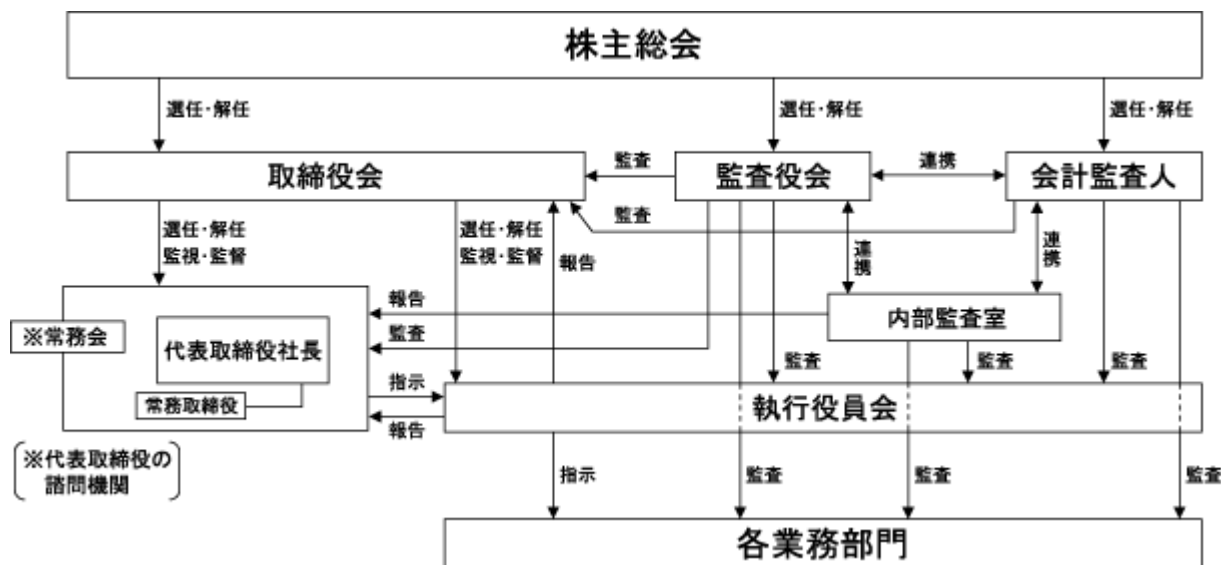 株主総会
選任・解任
選任・解任
選任・解任
取締役会
監査
監査役会
連携
会計監査人
監査
選任・解任
監視・監督
選任・解任
監視・監督
報告
連携
連携
報告
内部監査室
※常務会
代表取締役社長
監査
監査
監査
監査
常務取締役
指示
執行役員会
報告
※代表取締役の
諮問機関
指示
監査
監査
監査
各業務部門